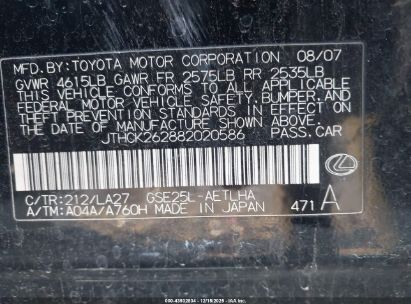 MFD.BY: TOYOTA MOTOR CORPORATION 08/07
GVWR 4615LB GAWR FR 2575LB RR 2535LB
THIS VEHICLE CONFORMS TO ALL APPLICABLE
FEDERAL MOTOR VEHICLE SAFETY,BUMPER,AND
THEFT PREVENTION STANDARDS IN EFFECT ON
THE DATE OF MANUFACTURE SHOWN ABOVE.
JTHCK262882020586 PASS.CAR
C/TR:212/LA27 GSE25L-AETLHA
A/TM:A04A/A760H MADE IN JAPAN 471 A